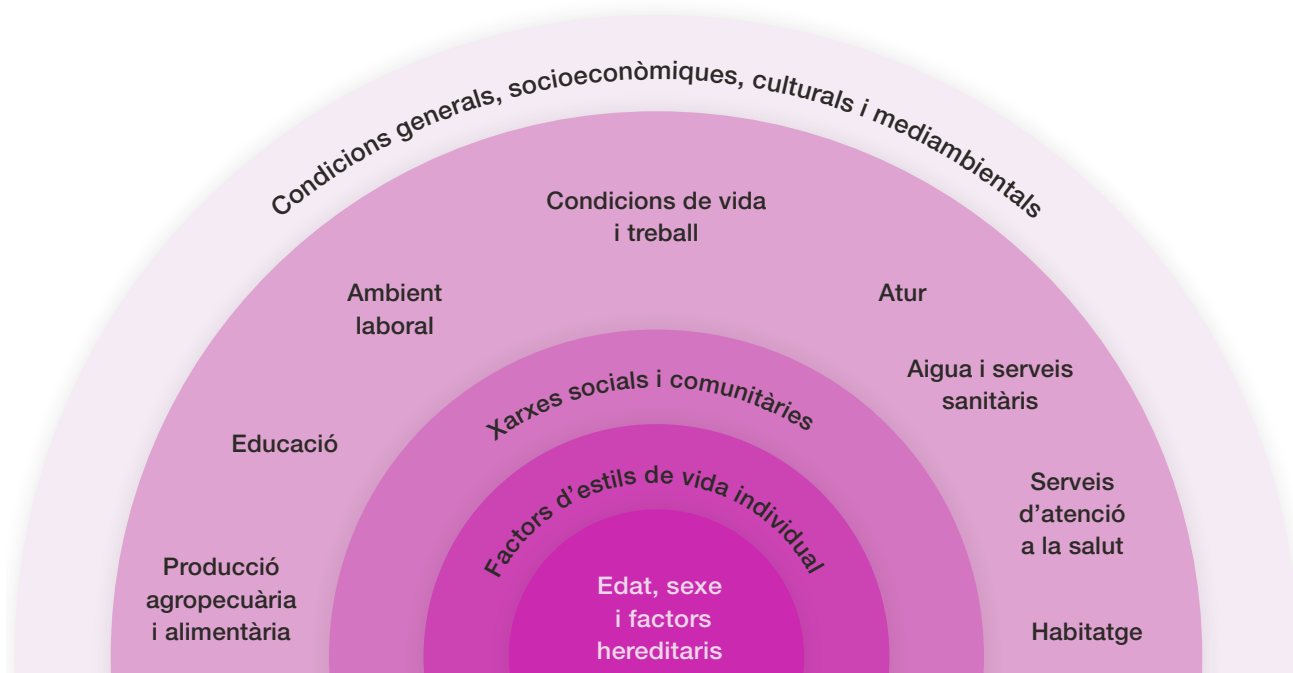 Condicions generals, socioeconòmiques, culturals i mediambientals
Condicions de vida
i treball
Ambient
laboral
Atur
Aigua i serveis
sanitàris
Xarxes socials i comunitàries
Educació
Factors d’estils de vida individual
Serveis
d’atenció
a la salut
Producció
agropecuària
i alimentària
Edat, sexe
i factors
hereditaris
Habitatge